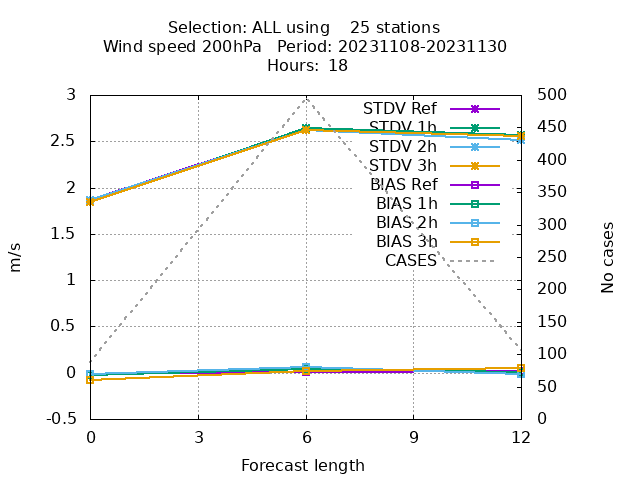 Selection: ALL using    25 stations
Wind speed 200hPa   Period: 20231108-20231130
Hours:  18
3
2.5
2
1.5
1
0.5
0
-0.5
m/s
STDV Ref
STDV 1h
STDV 2h
STDV 3h
BIAS Ref
BIAS 1h
BIAS 2h
BIAS 3h
CASES
500
450
400
350
300
250
200
150
100
50
0
No cases
0 3 6 9 12
Forecast length